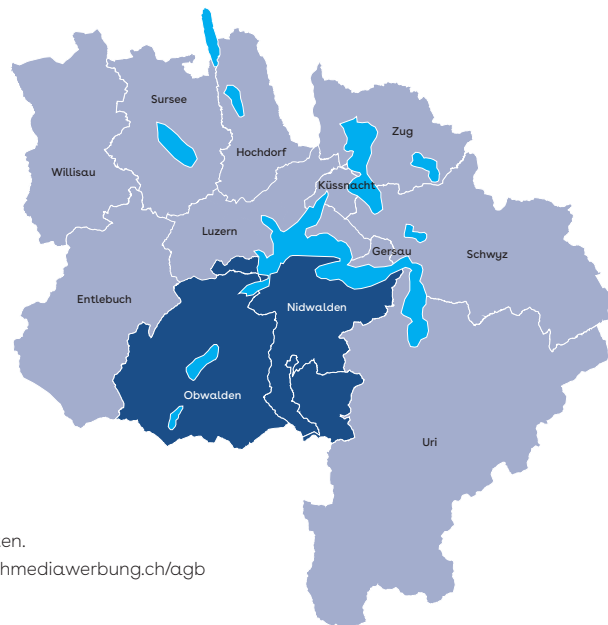 Sursee
Zug
Hochdorf
Willisau
Küssnacht
Luzern
Gersau
Schwyz
Entlebuch
Nidwalden
Obwalden
Uri
en.
hmediawerbung.ch/agb